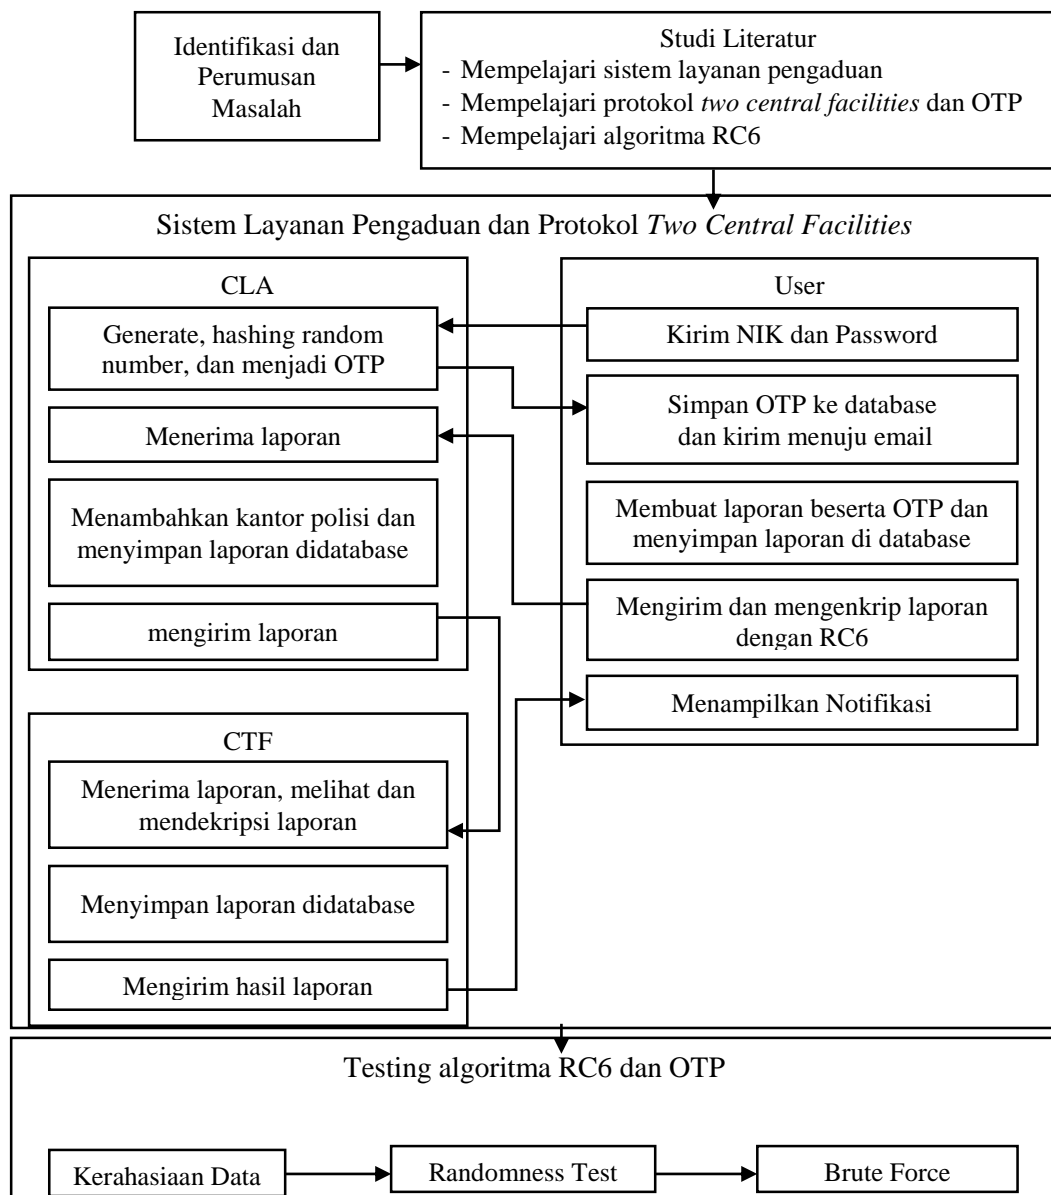 Identifikasi dan
Perumusan
Masalah
Studi Literatur
- Mempelajari sistem layanan pengaduan
- Mempelajari protokol two central facilities dan OTP
- Mempelajari algoritma RC6
Sistem Layanan Pengaduan dan Protokol Two Central Facilities
CLA
Generate, hashing random
number, dan menjadi OTP
Menerima laporan
Menambahkan kantor polisi dan
menyimpan laporan didatabase
mengirim laporan
User
Kirim NIK dan Password
Simpan OTP ke database
dan kirim menuju email
Membuat laporan beserta OTP dan
menyimpan laporan di database
Mengirim dan mengenkrip laporan
dengan RC6
Menampilkan Notifikasi
CTF
Menerima laporan, melihat dan
mendekripsi laporan
Menyimpan laporan didatabase
Mengirim hasil laporan
Testing algoritma RC6 dan OTP
Kerahasiaan Data
Randomness Test
Brute Force